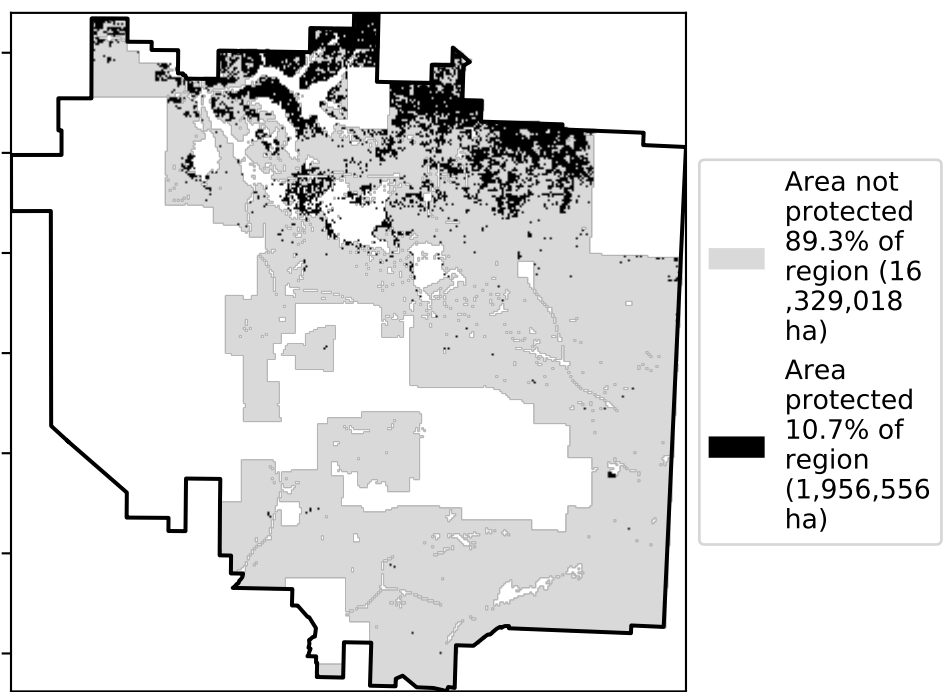 Area not
protected
89.3% of
region (16
,329,018
ha)
Area
protected
10.7% of
region
(1,956,556
ha)